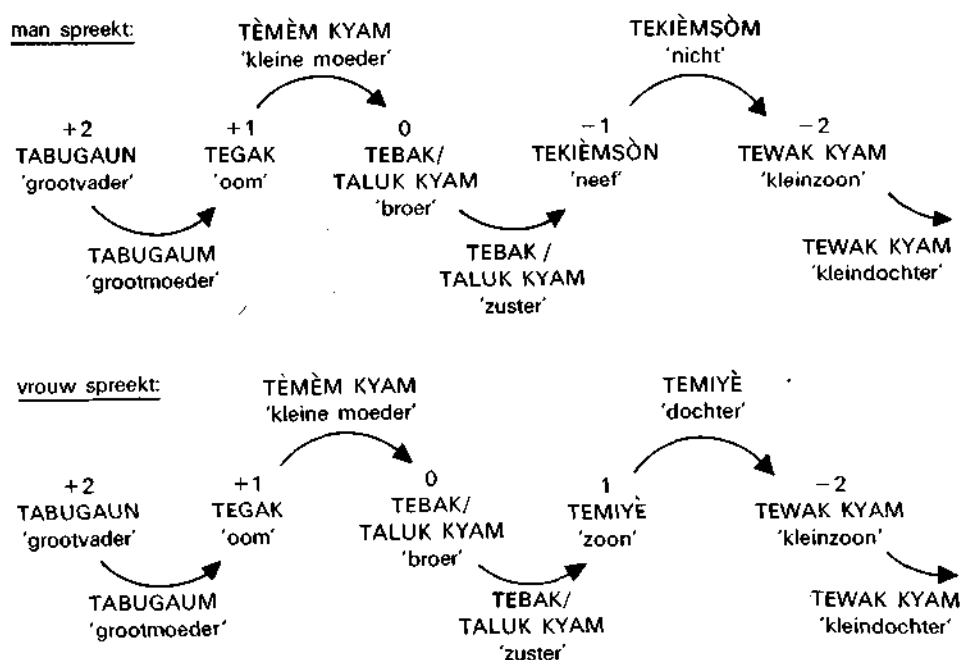 man spreekt:
TÈMÈM KYAM
'kleine moeder'
TEKIÈMSÒM
'nicht'
+2
TABUGAUN
'grootvader'
+1
TEGAK
'oom'
0
TEBAK/
TALUK KYAM
'broer'
−1
TEKIÈMSÒN
'neef'
−2
TEWAK KYAM
'kleinzoon'
TABUGAUM
'grootmoeder'
TEBAK /
TALUK KYAM
'zuster'
TEWAK KYAM
'kleindochter'
vrouw spreekt:
TÈMÈM KYAM
'kleine moeder'
TEMIYÈ
'dochter'
+2
TABUGAUN
'grootvader'
+1
TEGAK
'oom'
0
TEBAK/
TALUK KYAM
'broer'
1
TEMIYÈ
'zoon'
−2
TEWAK KYAM
'kleinzoon'
TABUGAUM
'grootmoeder'
TEBAK/
TALUK KYAM
'zuster'
TEWAK KYAM
'kleindochter'